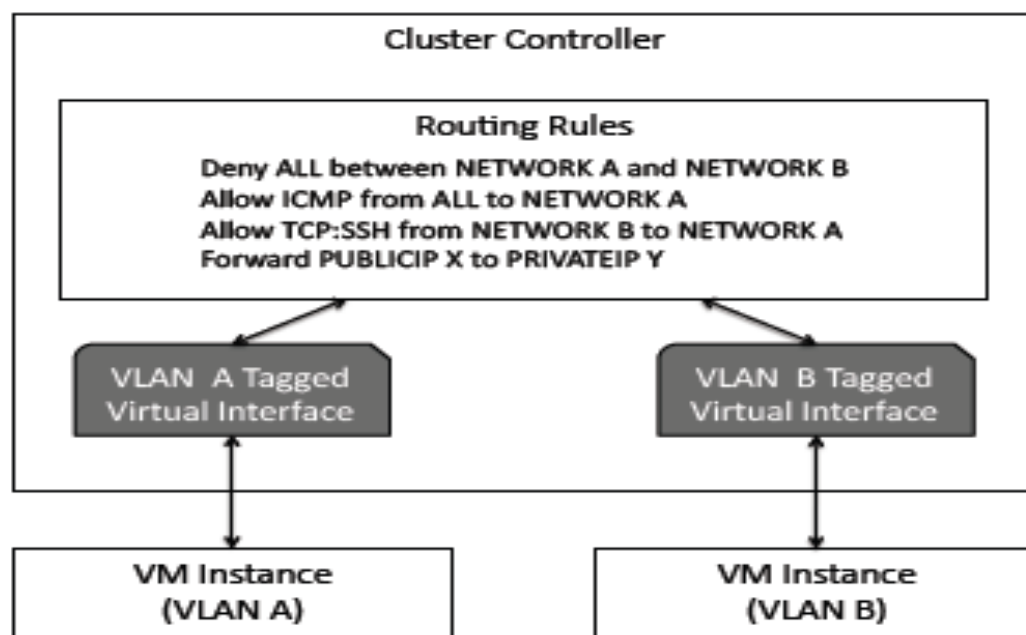 Cluster Controller
Routing Rules
Deny ALL between NETWORK A and NETWORK B
Allow ICMP from ALL to NETWORK A
Allow TCP:SSH from NETWORK B to NETWORK A
Forward PUBLICIP X to PRIVATEIP Y
VLAN A Tagged
Virtual Interface
VLAN B Tagged
Virtual Interface
VM Instance
(VLAN A)
VM Instance
(VLAN B)